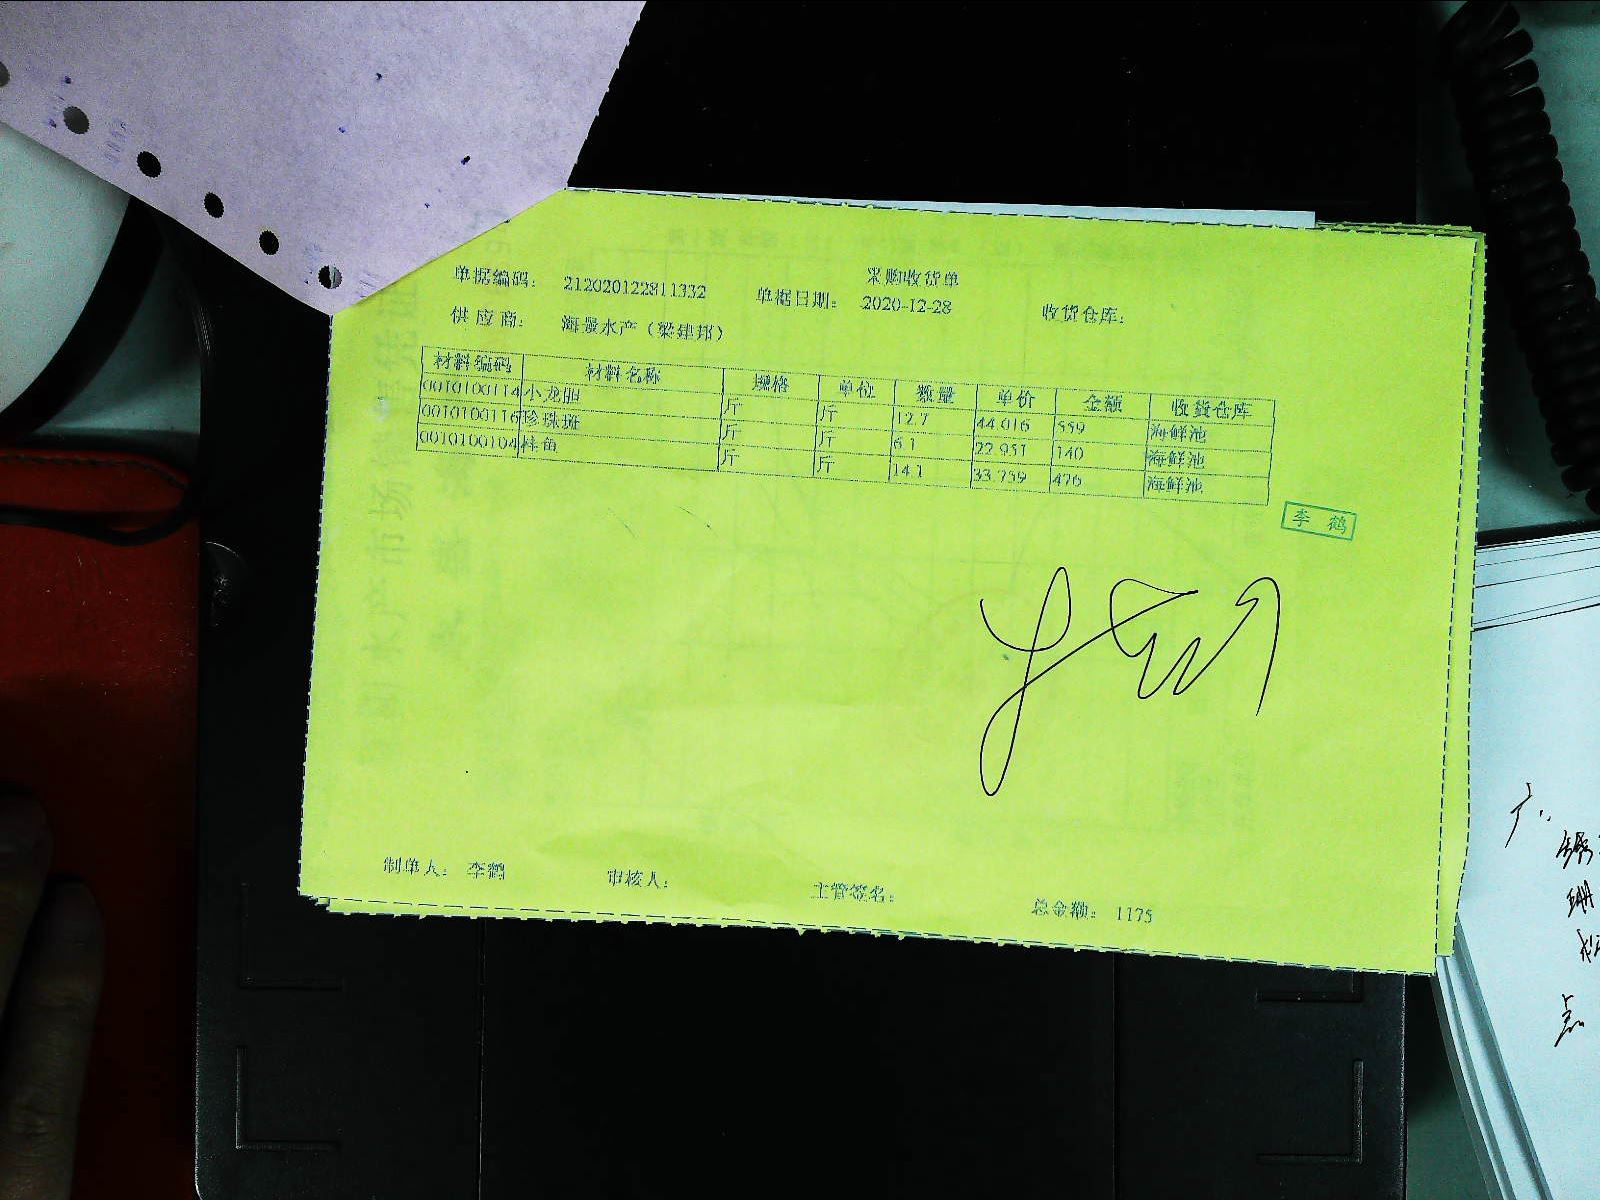 采购收货单
单据编码: 212020122811332 单据日期: 2020-12-28 收货仓库:
供应商: 海景水产（梁建邦）
材料编码 材料名称 规格 单位 数量 单价 金额 收货仓库
0010100114 小龙胆 斤 斤 12.7 44.016 559 海鲜池
0010100116 珍珠斑 斤 斤 6.1 22.951 140 海鲜池
0010100104 桂鱼 斤 斤 14.1 33.759 476 海鲜池
李鹤
制单人: 李鹤 审核人: 主管签名: 总金额: 1175